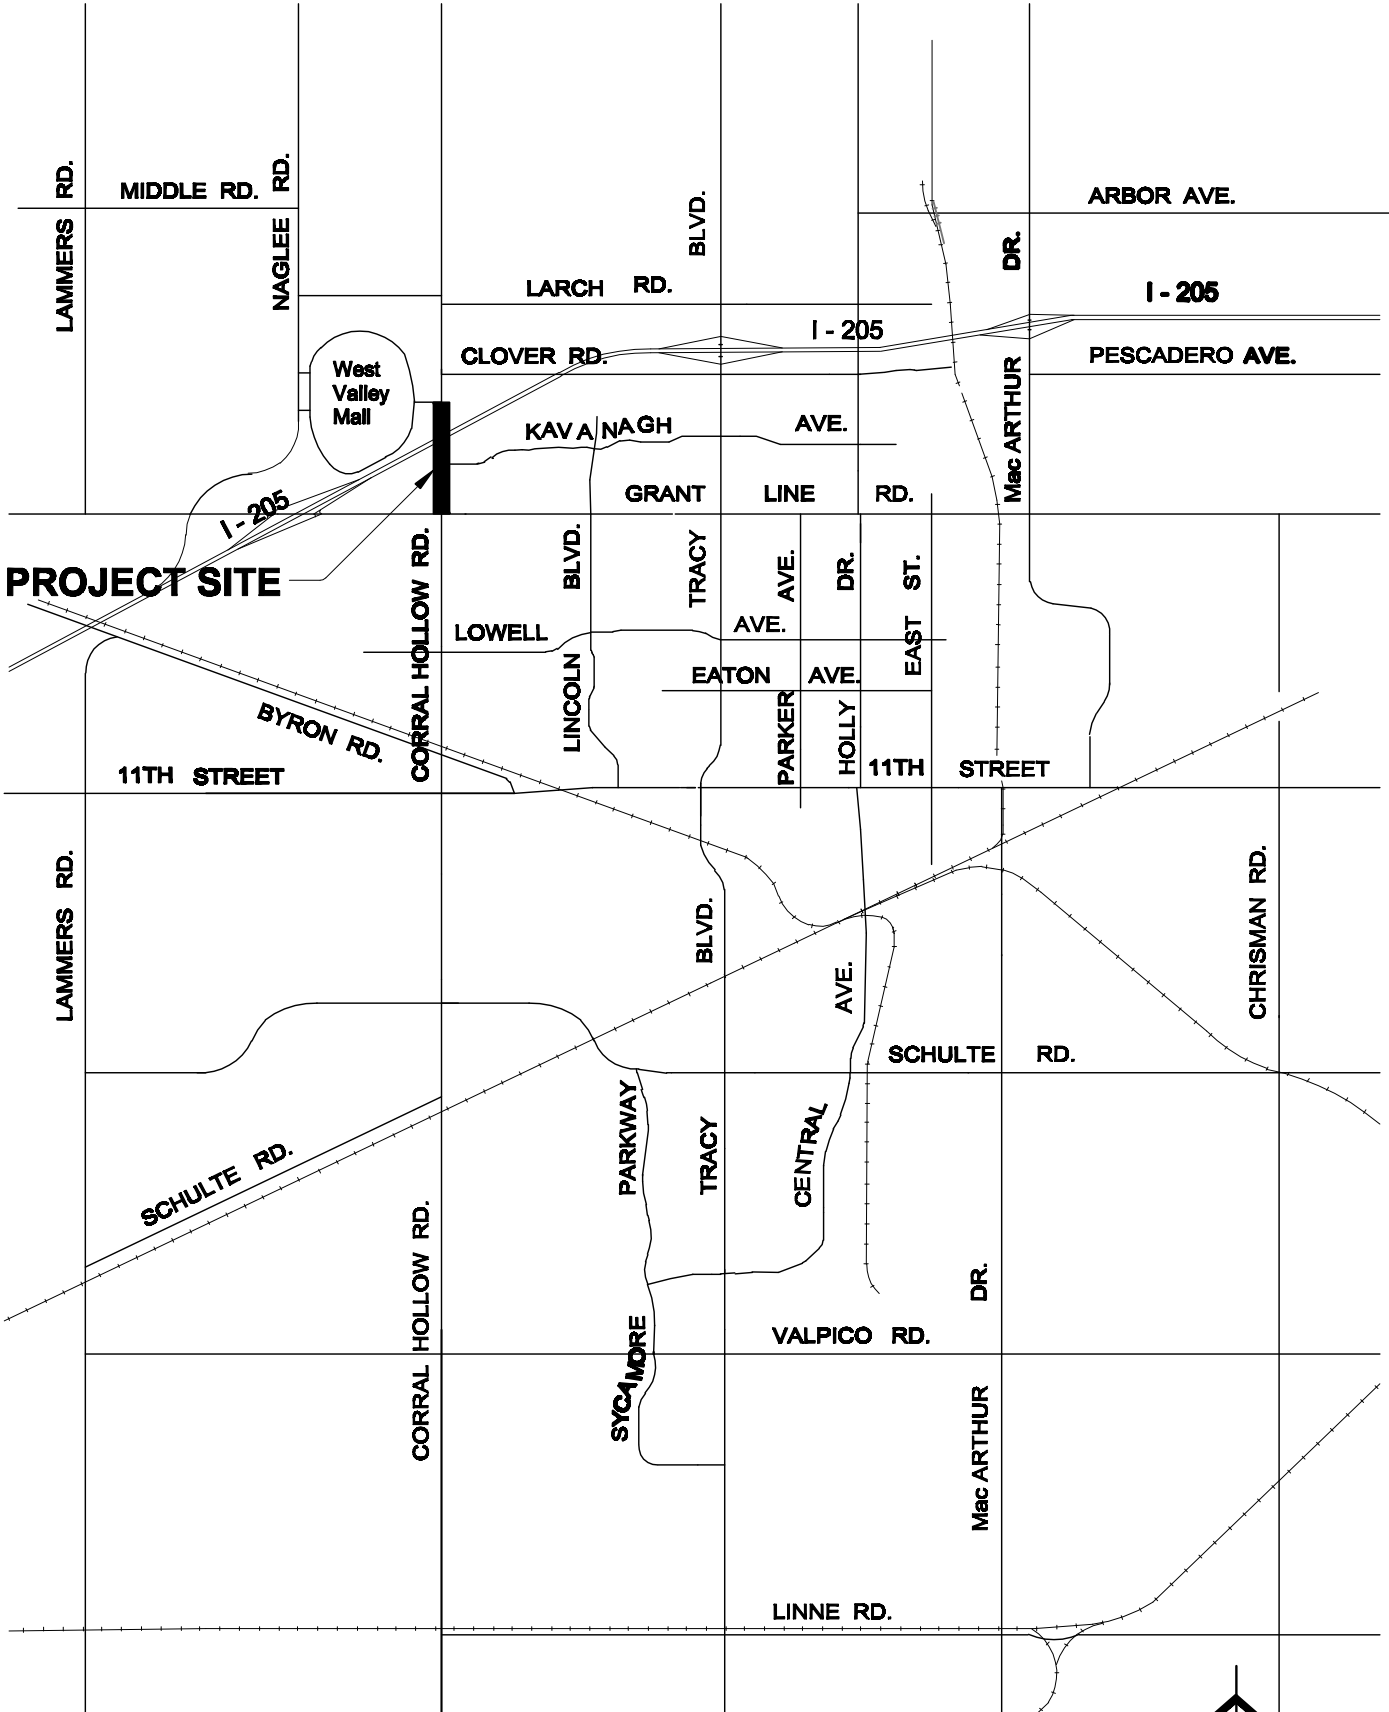 LAMMERS RD.
MIDDLE RD.
NAGLEE RD.
BLVD.
ARBOR AVE.
DR.
LARCH RD.
I - 205
I - 205
CLOVER RD.
PESCADERO AVE.
West
Valley
Mall
KAVANAGH AVE.
Mac ARTHUR
GRANT LINE RD.
I - 205
PROJECT SITE
CORRAL HOLLOW RD.
LINCOLN BLVD.
TRACY
PARKER AVE.
HOLLY DR.
EAST ST.
LOWELL AVE.
EATON AVE.
BYRON RD.
11TH STREET
11TH STREET
LAMMERS RD.
BLVD.
AVE.
CHRISMAN RD.
SCHULTE RD.
PARKWAY
TRACY
CENTRAL
SCHULTE RD.
CORRAL HOLLOW RD.
DR.
SYCAMORE
VALPICO RD.
Mac ARTHUR
LINNE RD.